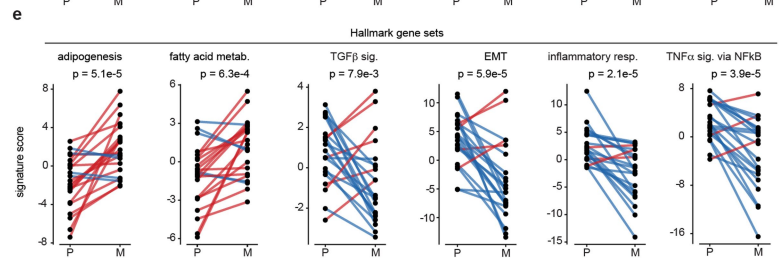 P M P M P M P M P M P M
e
Hallmark gene sets
adipogenesis fatty acid metab. TGFβ sig. EMT inflammatory resp. TNFα sig. via NFkB
p = 5.1e-5 p = 6.3e-4 p = 7.9e-3 p = 5.9e-5 p = 2.1e-5 p = 3.9e-5
signature score
8 4 0 -4 -8
6 3 0 -3 -6
4 2 0 -2
10 5 0 -5 -10
10 5 0 -5 -10 -15
8 0 -8 -16
P M P M P M P M P M P M